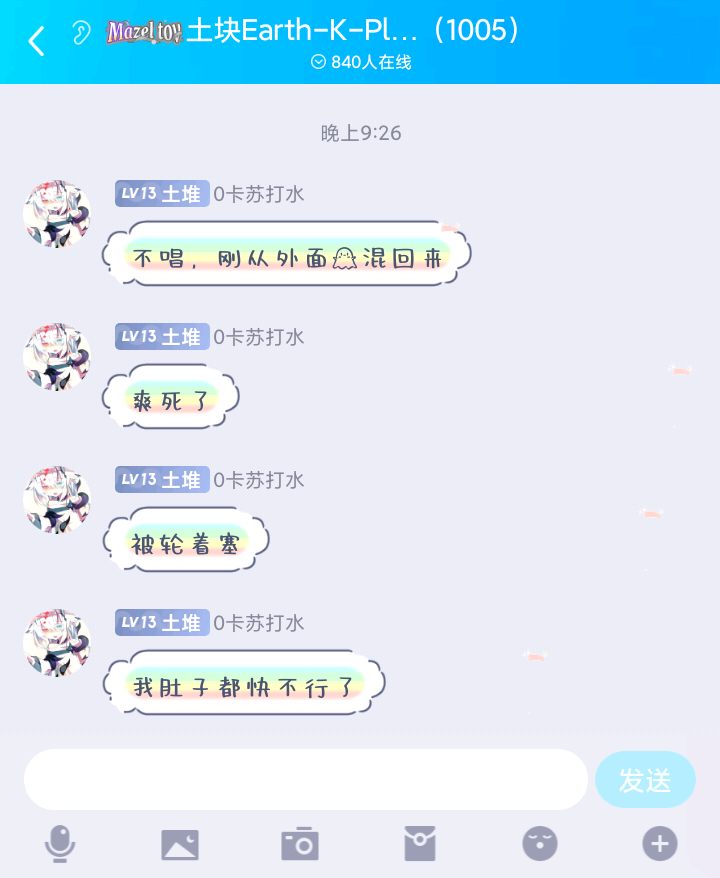 Mazel toy 土块Earth-K-Pl...（1005）
840人在线
晚上9:26
LV13 土堆 0卡苏打水
不唱，刚从外面👻混回来
LV13 土堆 0卡苏打水
爽死了
LV13 土堆 0卡苏打水
被轮着塞
LV13 土堆 0卡苏打水
我肚子都快不行了
发送